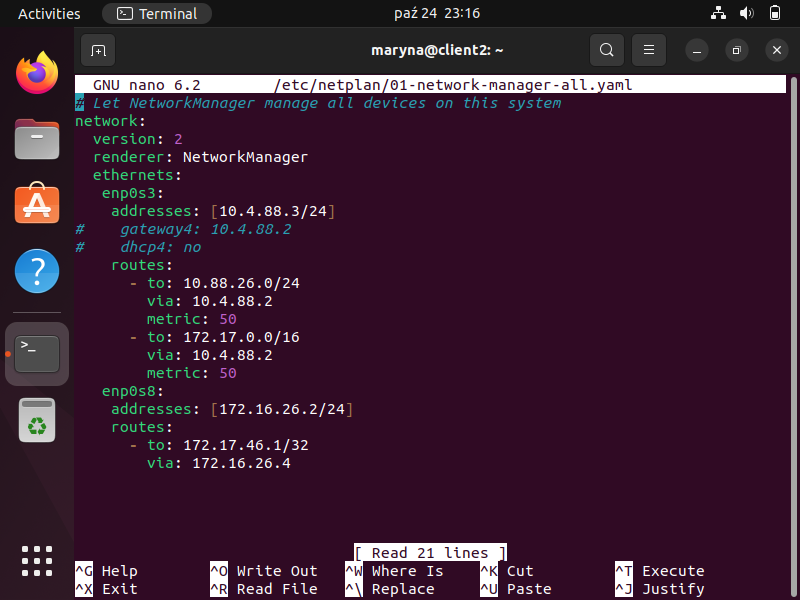 Activities Terminal paź 24 23:16
maryna@client2: ~
GNU nano 6.2 /etc/netplan/01-network-manager-all.yaml
# Let NetworkManager manage all devices on this system
network:
  version: 2
  renderer: NetworkManager
  ethernets:
   enp0s3:
    addresses: [10.4.88.3/24]
#    gateway4: 10.4.88.2
#    dhcp4: no
    routes:
      - to: 10.88.26.0/24
        via: 10.4.88.2
        metric: 50
      - to: 172.17.0.0/16
        via: 10.4.88.2
        metric: 50
   enp0s8:
    addresses: [172.16.26.2/24]
    routes:
      - to: 172.17.46.1/32
        via: 172.16.26.4
[ Read 21 lines ]
^G Help ^O Write Out ^W Where Is ^K Cut ^T Execute
^X Exit ^R Read File ^\ Replace ^U Paste ^J Justify